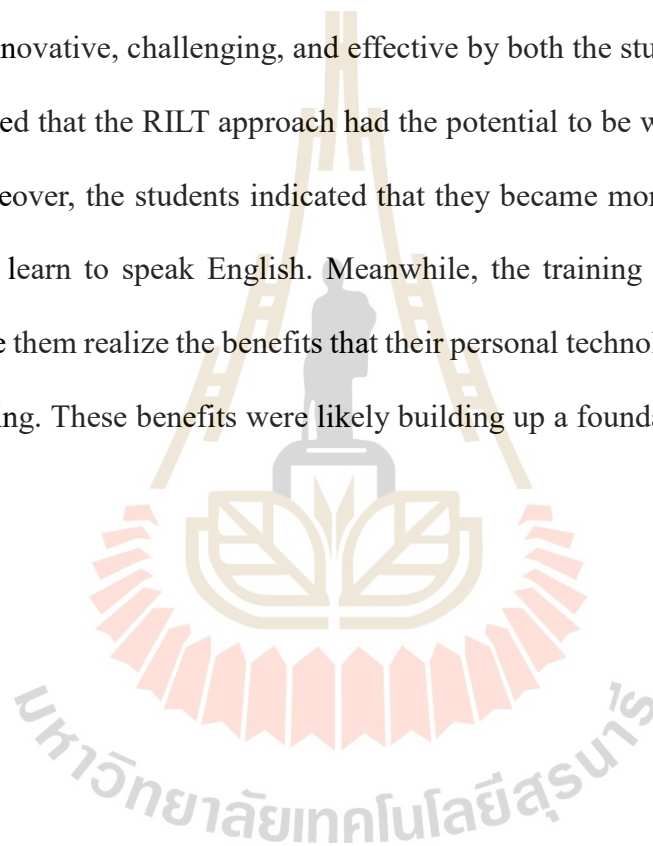 nnovative, challenging, and effective by both the stu
ed that the RILT approach had the potential to be w
eover, the students indicated that they became mor
learn to speak English. Meanwhile, the training
e them realize the benefits that their personal technol
ing. These benefits were likely building up a founda
มหาวิทยาลัยเทคโนโลยีสุรนารี